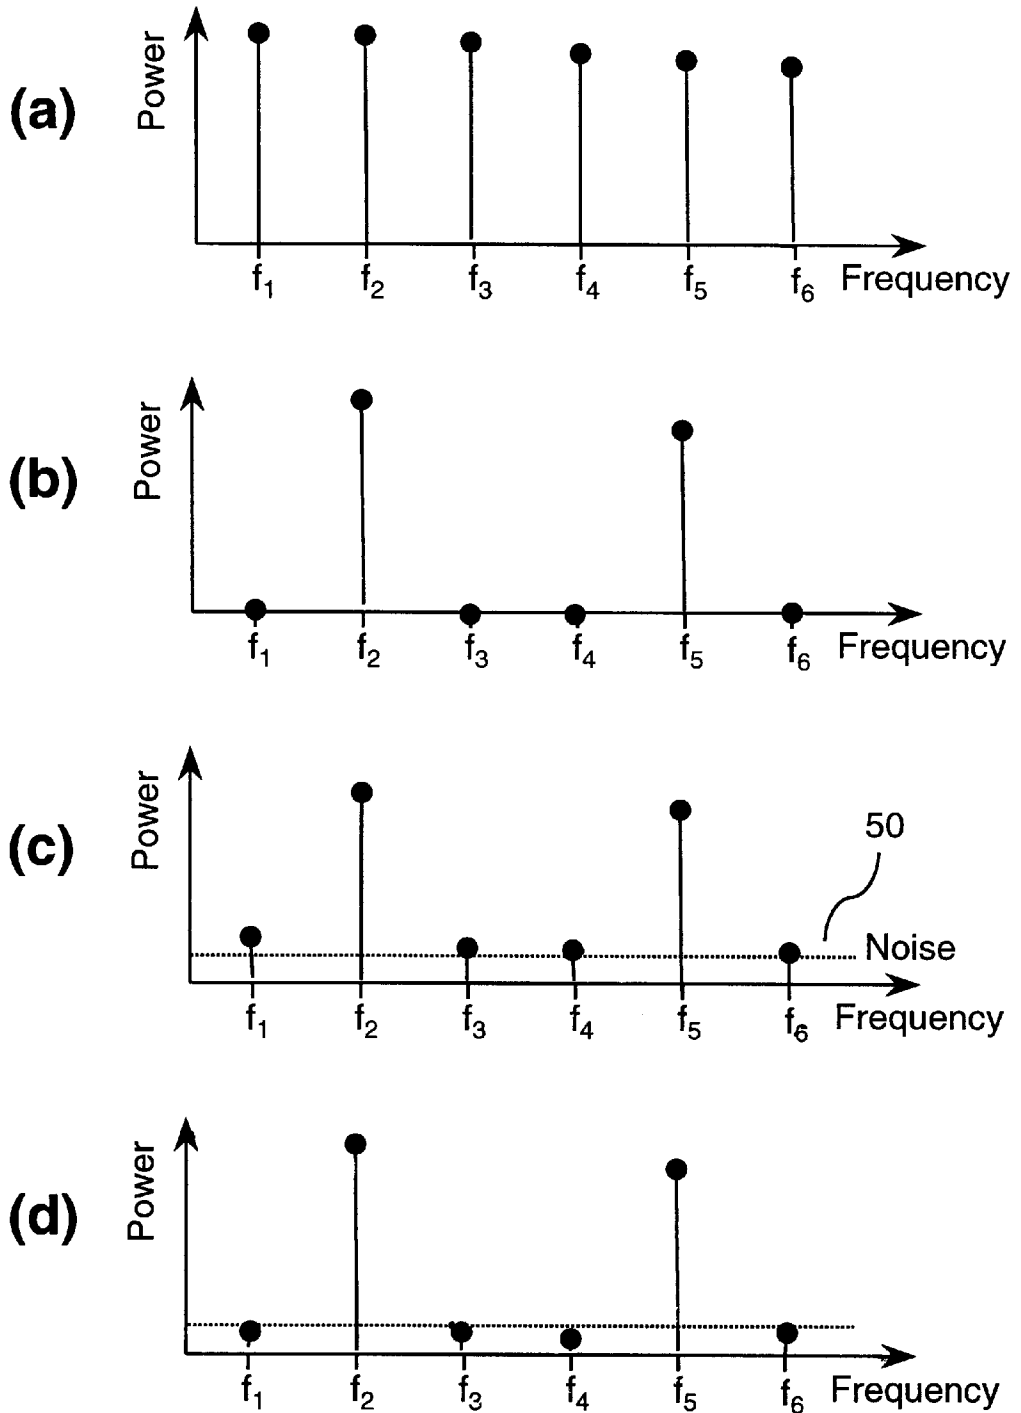 (a)
Power
f₁ f₂ f₃ f₄ f₅ f₆ Frequency
(b)
Power
f₁ f₂ f₃ f₄ f₅ f₆ Frequency
(c)
Power
50
Noise
f₁ f₂ f₃ f₄ f₅ f₆ Frequency
(d)
Power
f₁ f₂ f₃ f₄ f₅ f₆ Frequency